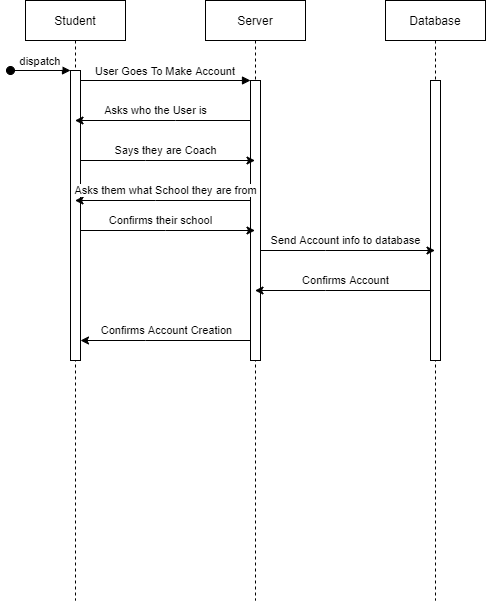 Student
Server
Database
dispatch
User Goes To Make Account
Asks who the User is
Says they are Coach
Asks them what School they are from
Confirms their school
Send Account info to database
Confirms Account
Confirms Account Creation